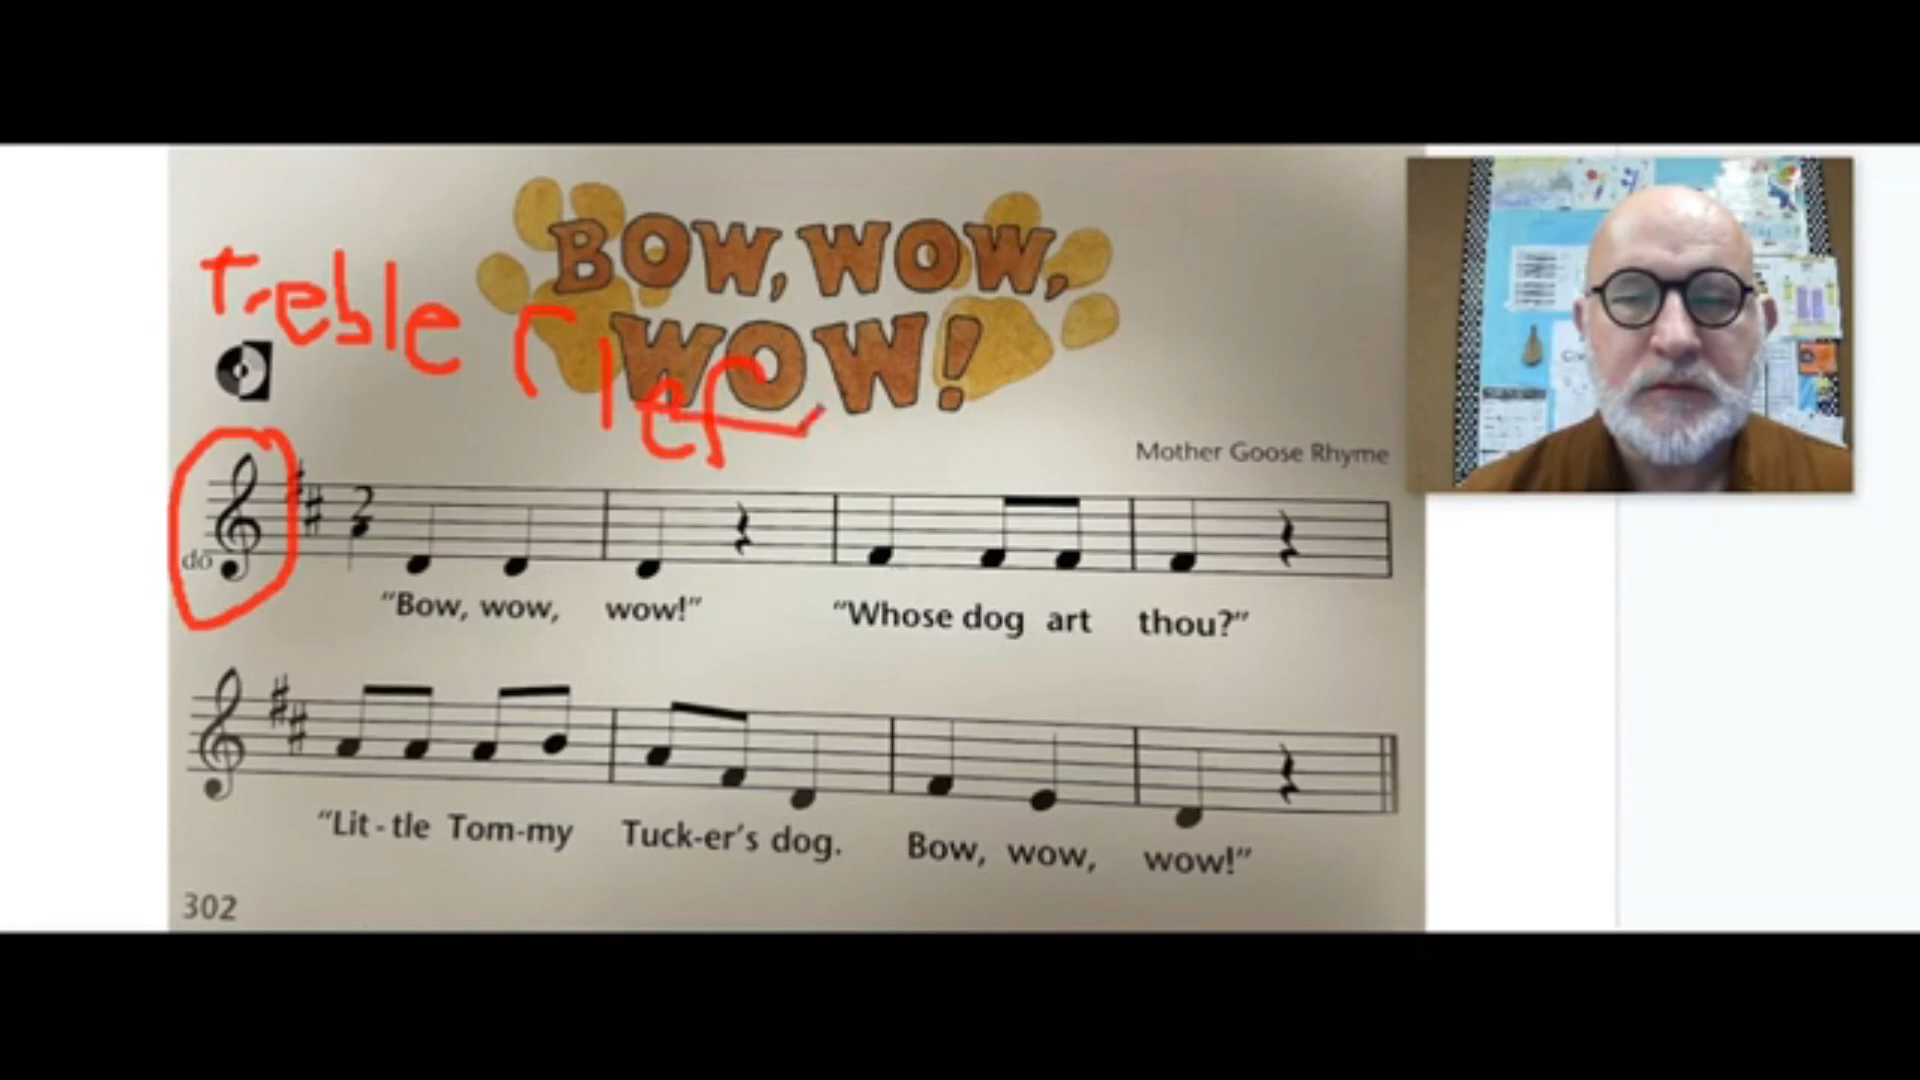 BOW, WOW,
WOW!
treble clef
Mother Goose Rhyme
2
do
"Bow, wow, wow!" "Whose dog art thou?"
"Lit-tle Tom-my Tuck-er's dog. Bow, wow, wow!"
302